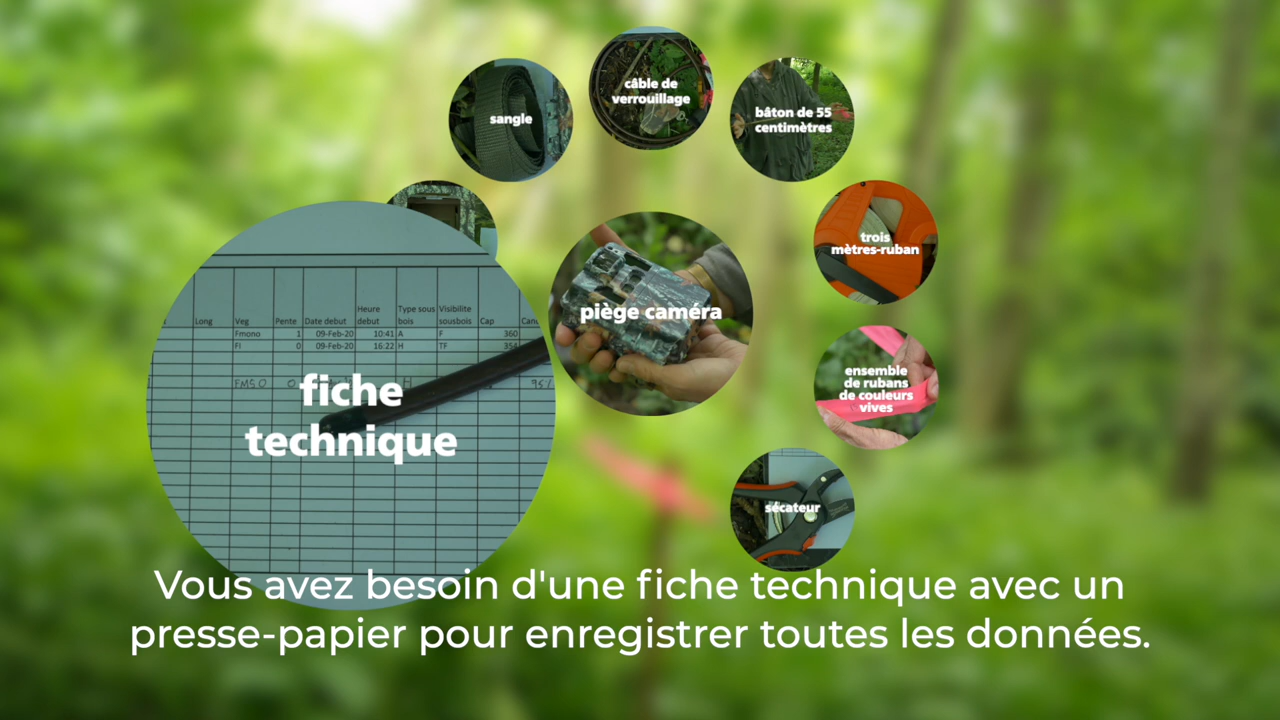 câble de
verrouillage
sangle
bâton de 55
centimètres
trois
mètres-ruban
piège caméra
ensemble
de rubans
de couleurs
vives
sécateur
Long Veg Pente Date debut Heure debut Type sous bois Visibilite sousbois Cap
Fmono 1 09-Feb-20 10:41 A F 360
FI 0 09-Feb-20 16:22 H TF
fiche
technique
Vous avez besoin d'une fiche technique avec un
presse-papier pour enregistrer toutes les données.